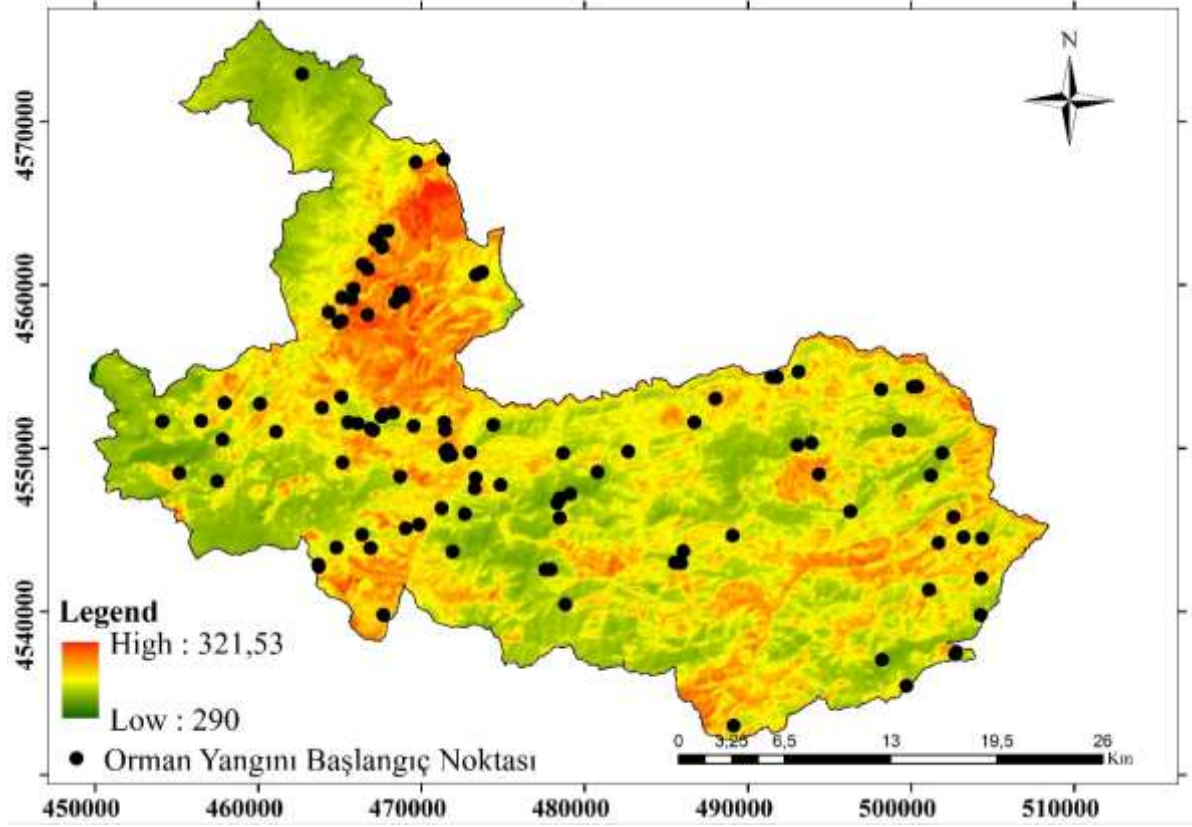 N
4570000
4560000
4550000
4540000
Legend
High : 321,53
Low : 290
Orman Yangını Başlangıç Noktası
0 3,25 6,5 13 19,5 26
Km
450000 460000 470000 480000 490000 500000 510000